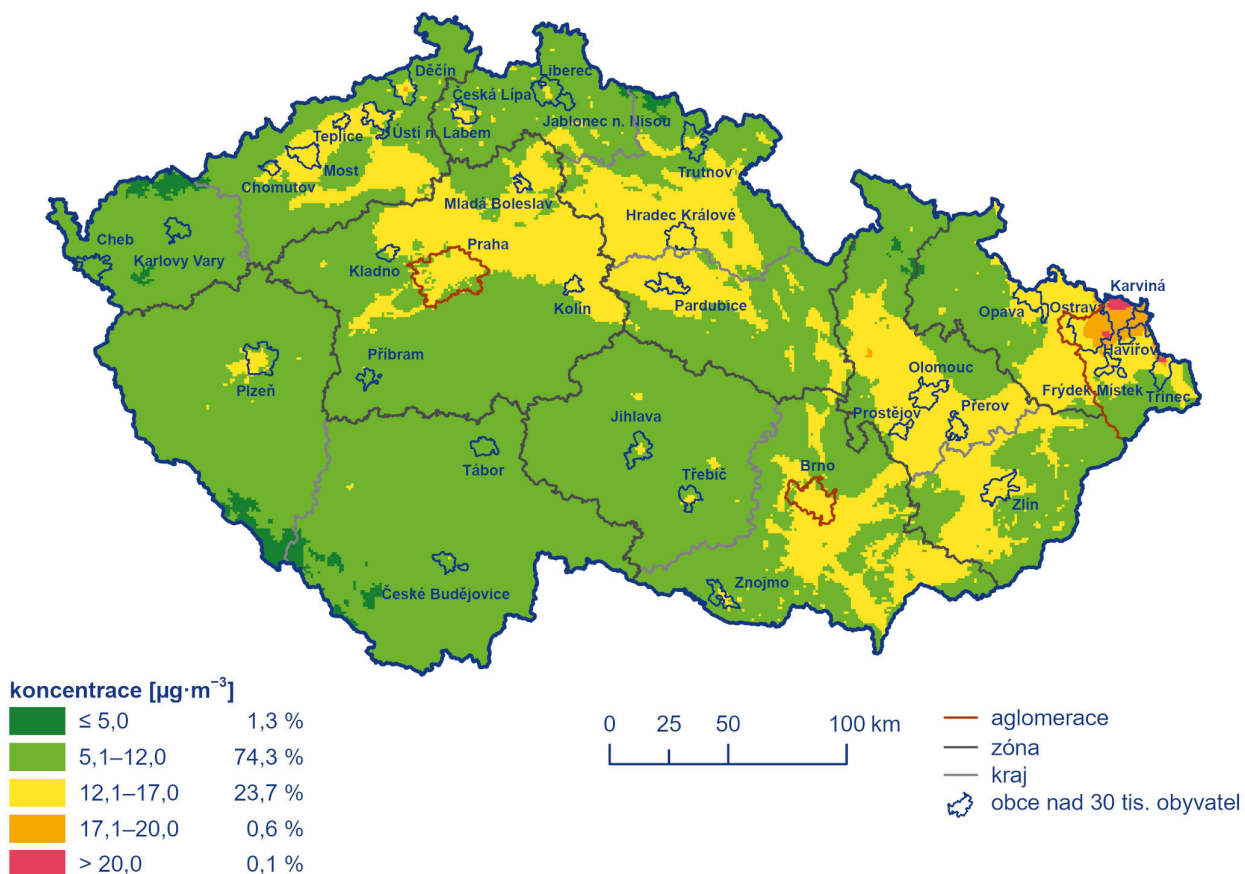 Děčín
Liberec
Česká Lípa
Jablonec n. Nisou
Teplice
Ústí n. Labem
Most
Chomutov
Trutnov
Mladá Boleslav
Hradec Králové
Cheb
Karlovy Vary
Praha
Kladno
Kolín
Pardubice
Karviná
Opava
Ostrava
Havířov
Příbram
Plzeň
Olomouc
Frýdek Místek
Třinec
Prostějov
Přerov
Jihlava
Tábor
Třebíč
Brno
Zlín
České Budějovice
Znojmo
koncentrace [µg·m⁻³]
≤ 5,0 1,3 %
5,1–12,0 74,3 %
12,1–17,0 23,7 %
17,1–20,0 0,6 %
> 20,0 0,1 %
0 25 50 100 km
aglomerace
zóna
kraj
obce nad 30 tis. obyvatel